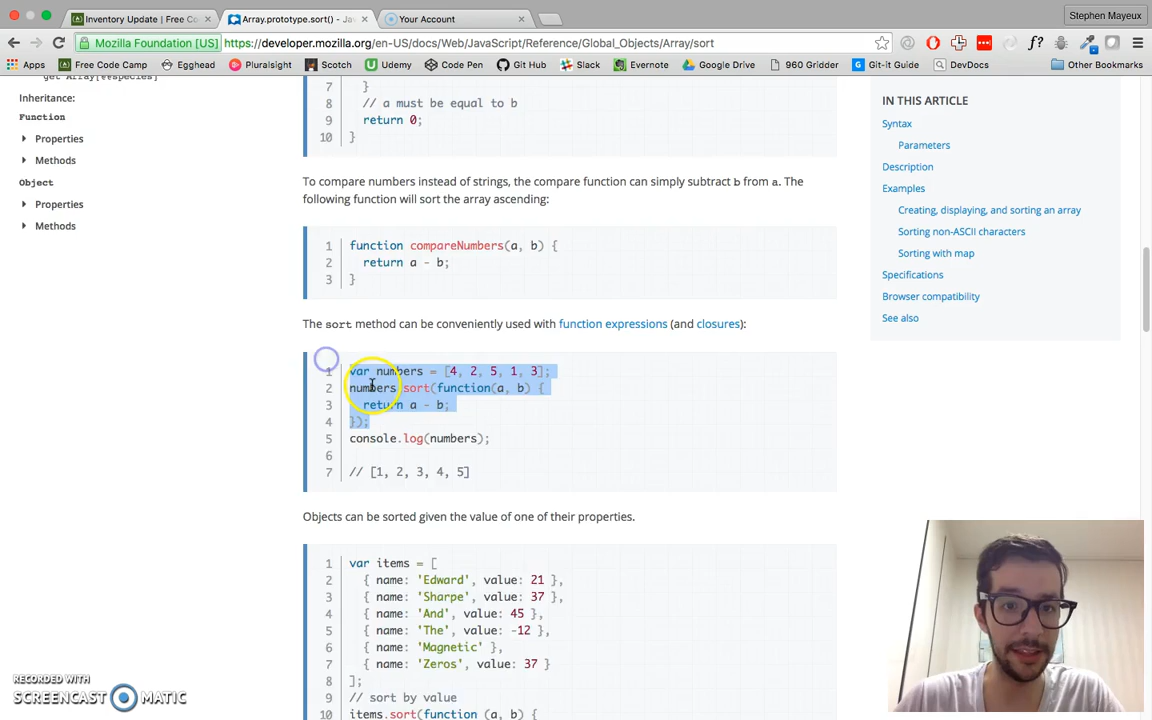 Inventory Update | Free Co
Array.prototype.sort() - Jav
Your Account
Stephen Mayeux
Mozilla Foundation [US]
https://developer.mozilla.org/en-US/docs/Web/JavaScript/Reference/Global_Objects/Array/sort
f?
Apps
Free Code Camp
Egghead
Pluralsight
Scotch
Udemy
Code Pen
Git Hub
Slack
Evernote
Google Drive
960 Gridder
Git-it Guide
DevDocs
Other Bookmarks
get Array[@@species]
Inheritance:
Function
Properties
Methods
Object
Properties
Methods
7 }
8 // a must be equal to b
9 return 0;
10 }
To compare numbers instead of strings, the compare function can simply subtract b from a. The
following function will sort the array ascending:
1 function compareNumbers(a, b) {
2 return a - b;
3 }
The sort method can be conveniently used with function expressions (and closures):
1 var numbers = [4, 2, 5, 1, 3];
2 numbers.sort(function(a, b) {
3 return a - b;
4 });
5 console.log(numbers);
6
7 // [1, 2, 3, 4, 5]
Objects can be sorted given the value of one of their properties.
1 var items = [
2 { name: 'Edward', value: 21 },
3 { name: 'Sharpe', value: 37 },
4 { name: 'And', value: 45 },
5 { name: 'The', value: -12 },
6 { name: 'Magnetic' },
7 { name: 'Zeros', value: 37 }
8 ];
9 // sort by value
10 items.sort(function (a, b) {
IN THIS ARTICLE
Syntax
Parameters
Description
Examples
Creating, displaying, and sorting an array
Sorting non-ASCII characters
Sorting with map
Specifications
Browser compatibility
See also
RECORDED WITH
SCREENCAST MATIC